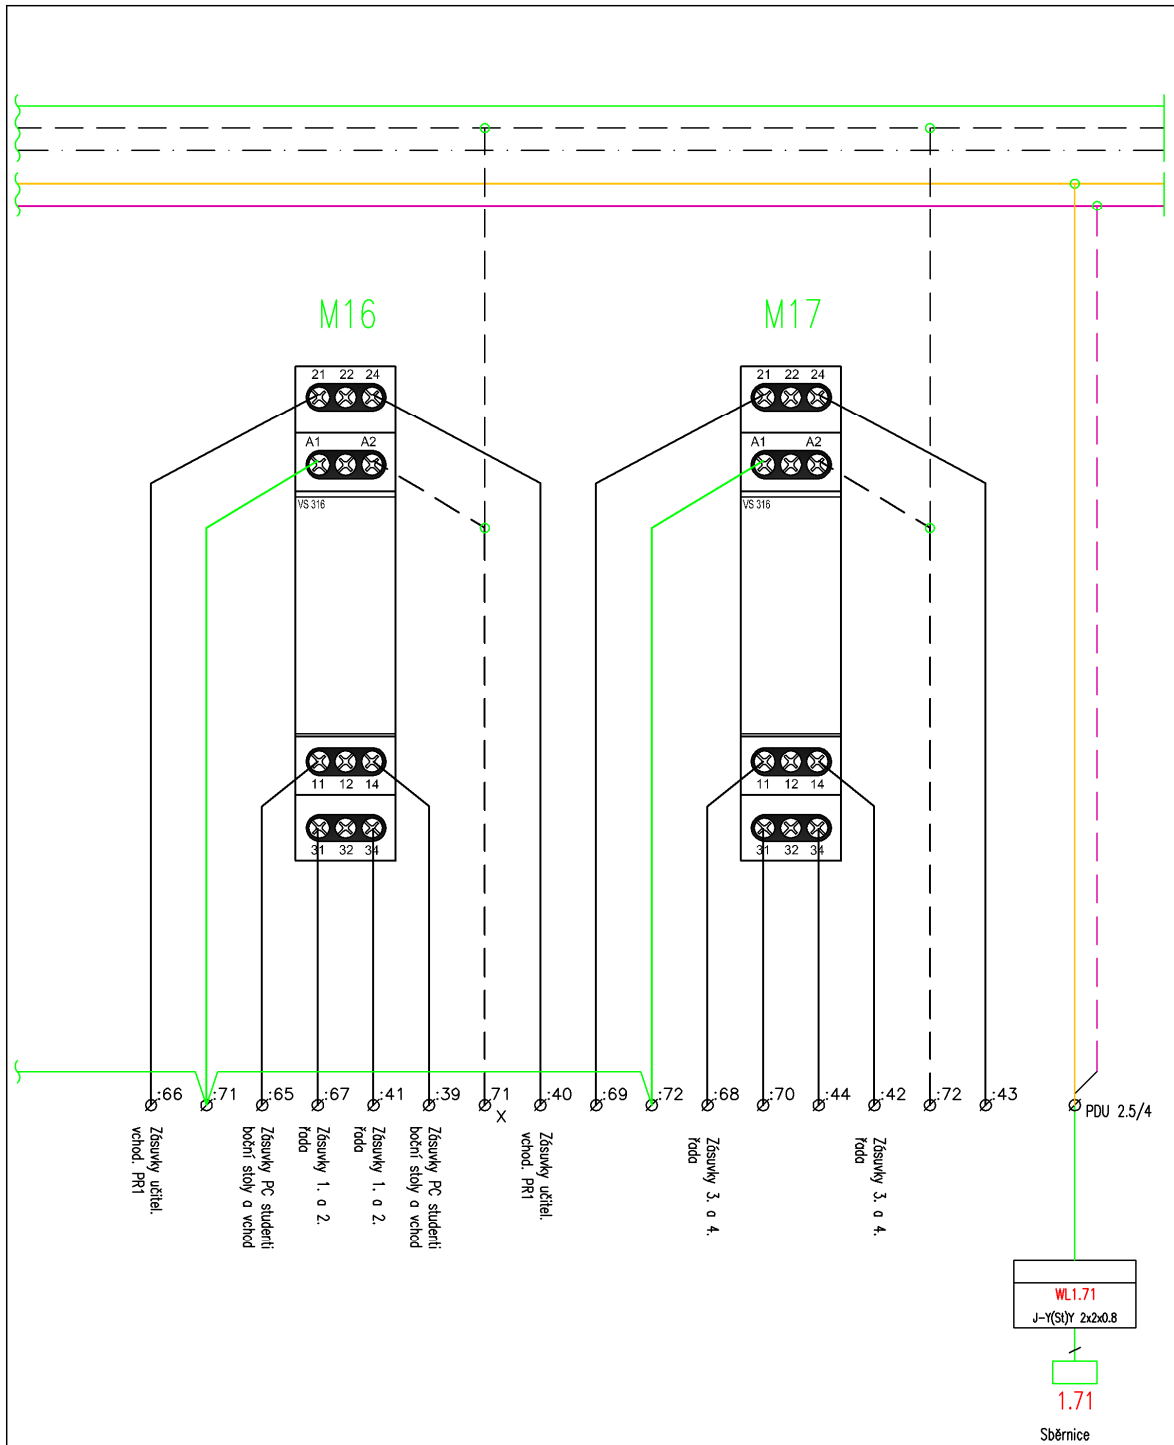 M16
M17
21 22 24
A1 A2
VS 316
11 12 14
31 32 34
21 22 24
A1 A2
VS 316
11 12 14
31 32 34
:66
:71
:65
:67
:41
:39
:71
X
:40
:69
:72
:68
:70
:44
:42
:72
:43
PDU 2.5/4
Zásuvky učitel.
vchod. PR1
Zásuvky PC studenti
boční stoly a vchod
Zásuvky 1. a 2.
řada
Zásuvky 1. a 2.
řada
Zásuvky PC studenti
boční stoly a vchod
Zásuvky učitel.
vchod. PR1
Zásuvky 3. a 4.
řada
Zásuvky 3. a 4.
řada
WL1.71
J-Y(St)Y 2x2x0.8
1.71
Sběrnice